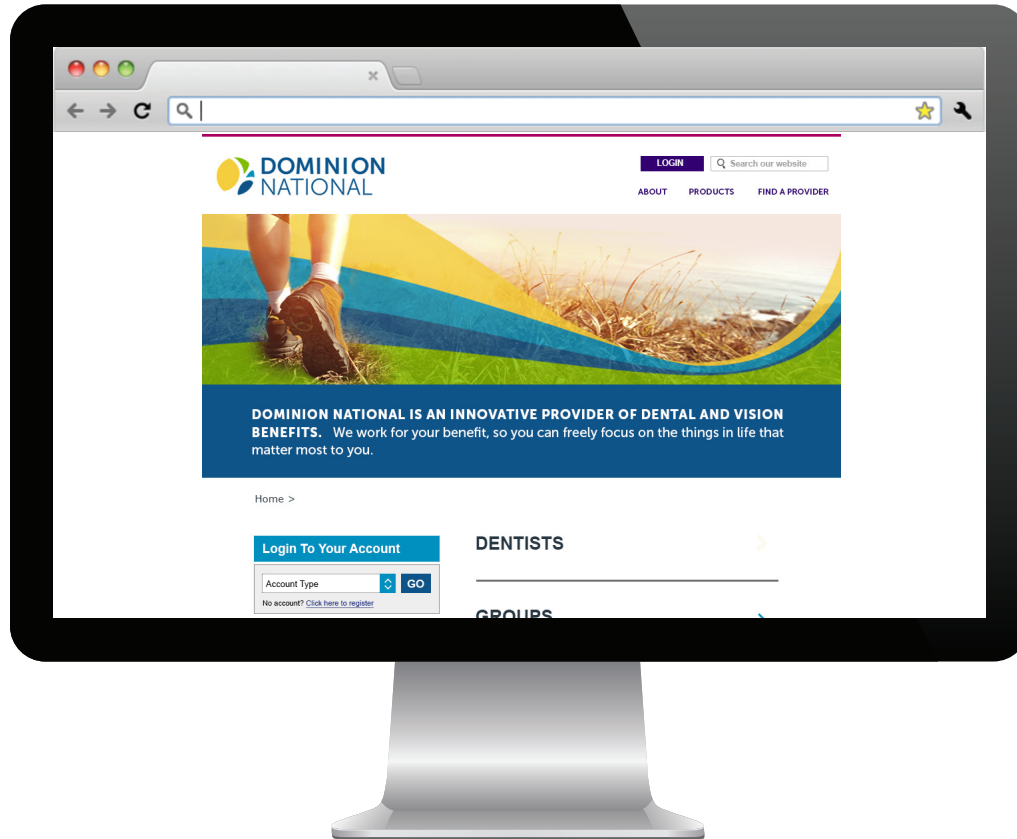 DOMINION
NATIONAL
LOGIN
Search our website
ABOUT PRODUCTS FIND A PROVIDER
DOMINION NATIONAL IS AN INNOVATIVE PROVIDER OF DENTAL AND VISION
BENEFITS. We work for your benefit, so you can freely focus on the things in life that
matter most to you.
Home >
Login To Your Account
Account Type
GO
No account? Click here to register
DENTISTS
GROUPS